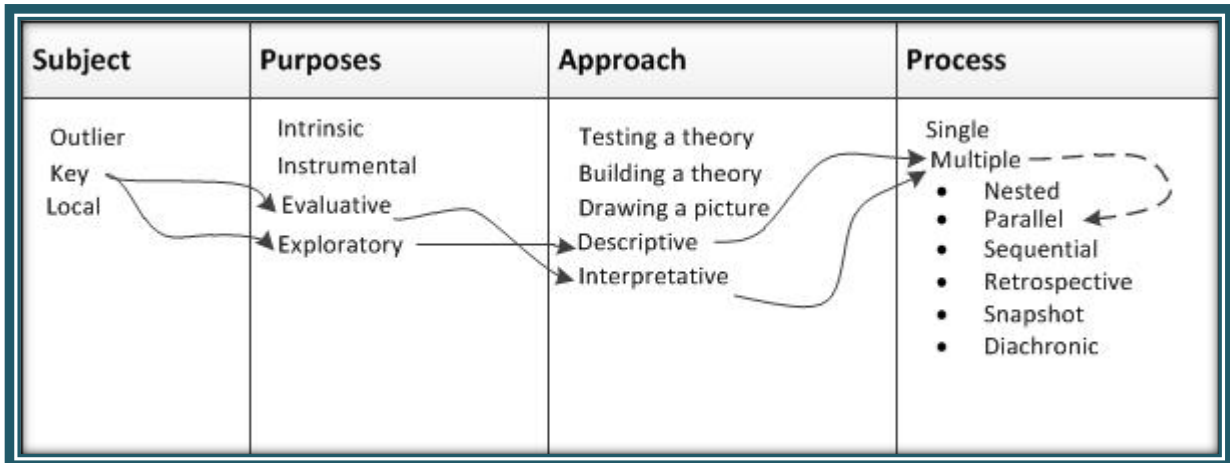 Subject
Purposes
Approach
Process
Outlier
Key
Local
Intrinsic
Instrumental
Evaluative
Exploratory
Testing a theory
Building a theory
Drawing a picture
Descriptive
Interpretative
Single
Multiple
• Nested
• Parallel
• Sequential
• Retrospective
• Snapshot
• Diachronic